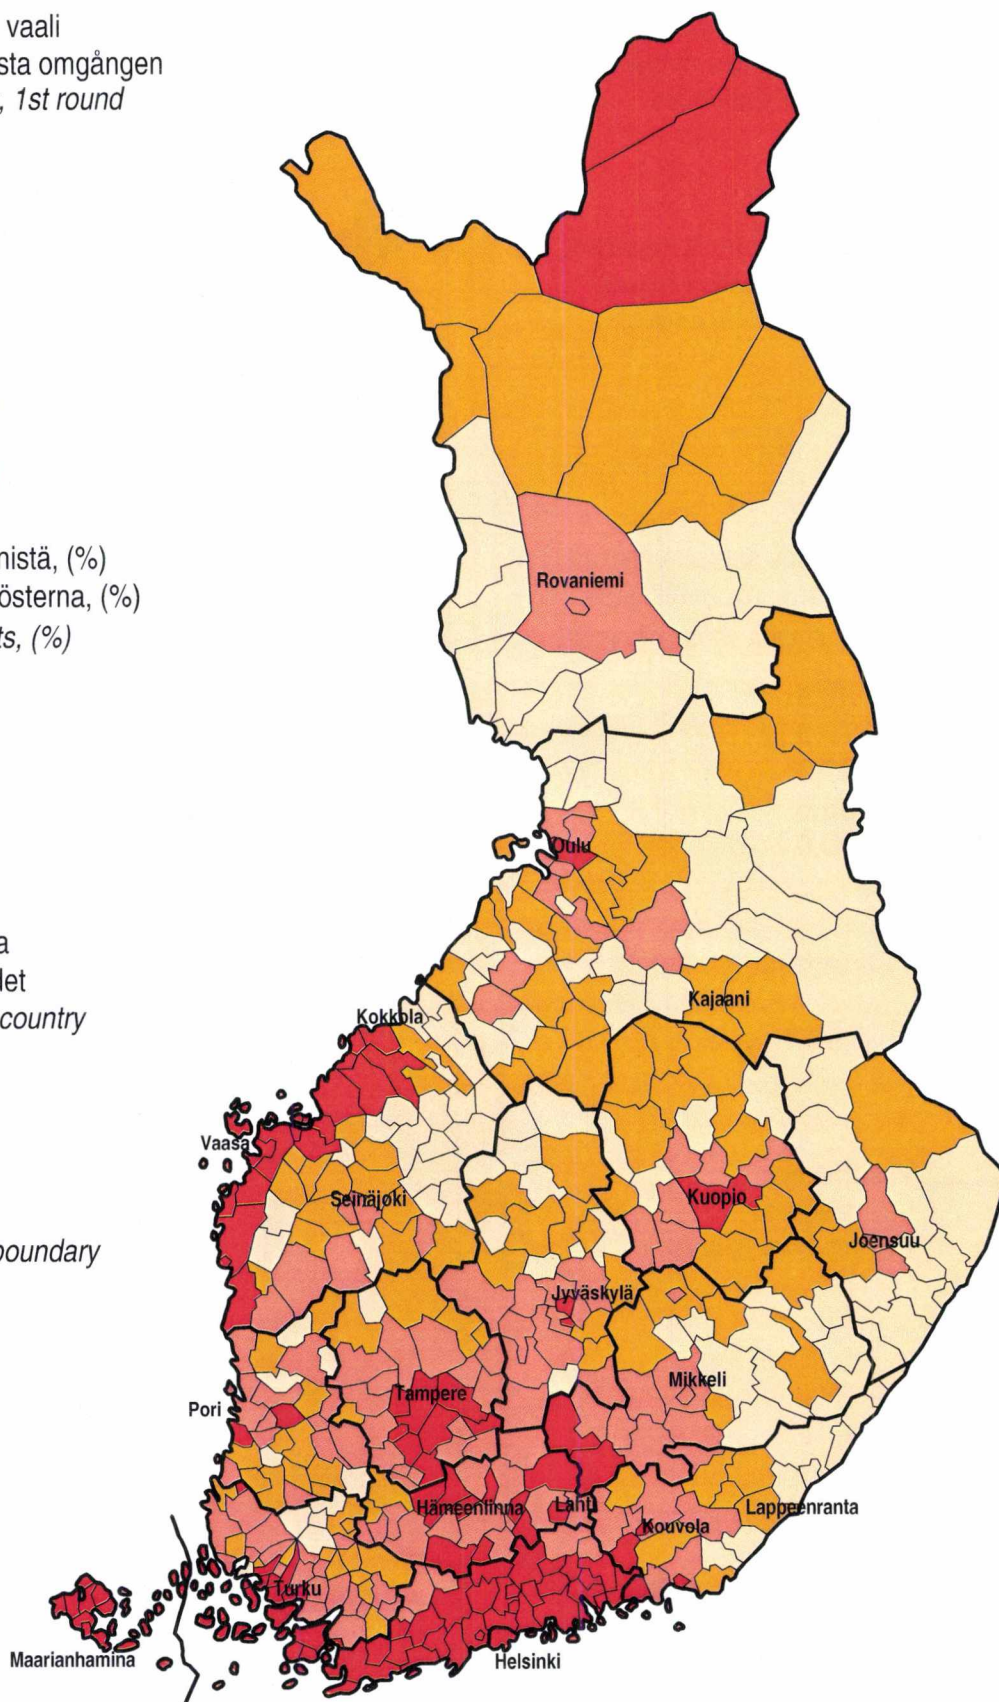 vaali
sta omgången
, 1st round
nistä, (%)
österna, (%)
ts, (%)
a
let
country
boundary
Rovaniemi
Oulu
Kajaani
Kokkola
Vaasa
Seinäjoki
Kuopio
Joensuu
Jyväskylä
Mikkeli
Tampere
Pori
Hämeenlinna
Lahti
Lappeenranta
Kouvola
Turku
Maarianhamina
Helsinki